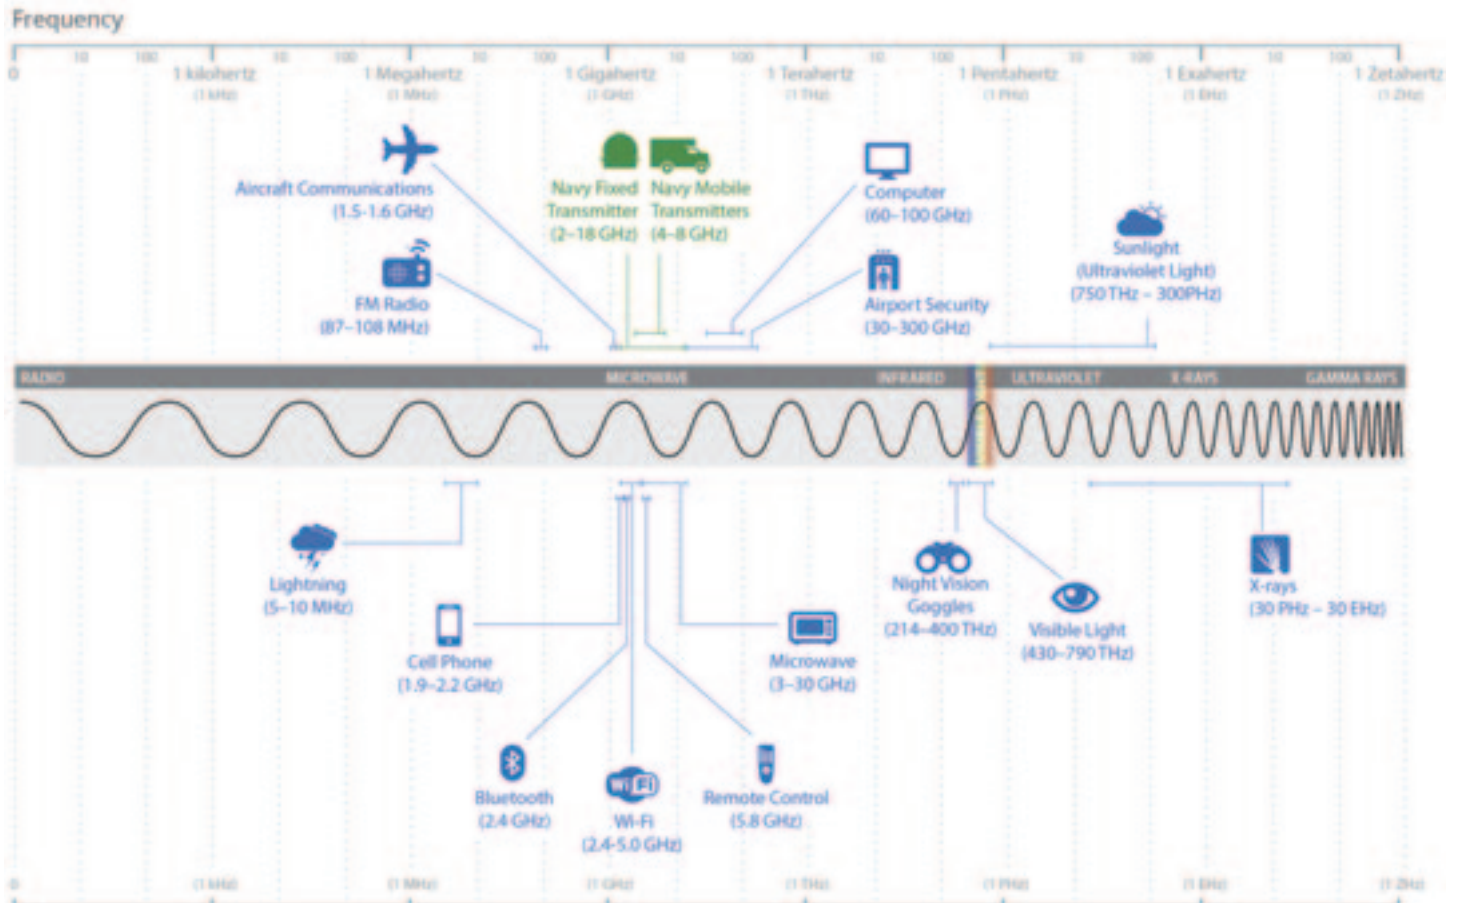 Frequency
0 10 100 10 100 10 100 10 100 10 100 10 100 10 100
1 kilohertz 1 Megahertz 1 Gigahertz 1 Terahertz 1 Pentahertz 1 Exahertz 1 Zetahertz
(1 kHz) (1 MHz) (1 GHz) (1 THz) (1 PHz) (1 EHz) (1 ZHz)
Aircraft Communications
(1.5-1.6 GHz)
Navy Fixed
Transmitter
(2–18 GHz)
Navy Mobile
Transmitters
(4–8 GHz)
Computer
(60–100 GHz)
Sunlight
(Ultraviolet Light)
(750 THz – 300PHz)
FM Radio
(87–108 MHz)
Airport Security
(30–300 GHz)
RADIO MICROWAVE INFRARED ULTRAVIOLET X-RAYS GAMMA RAYS
Lightning
(5–10 MHz)
Cell Phone
(1.9–2.2 GHz)
Microwave
(3–30 GHz)
Night Vision
Goggles
(214–400 THz)
Visible Light
(430–790 THz)
X-rays
(30 PHz – 30 EHz)
Bluetooth
(2.4 GHz)
WiFi
Wi-Fi
(2.4-5.0 GHz)
Remote Control
(5.8 GHz)
0 (1 kHz) (1 MHz) (1 GHz) (1 THz) (1 PHz) (1 EHz) (1 ZHz)